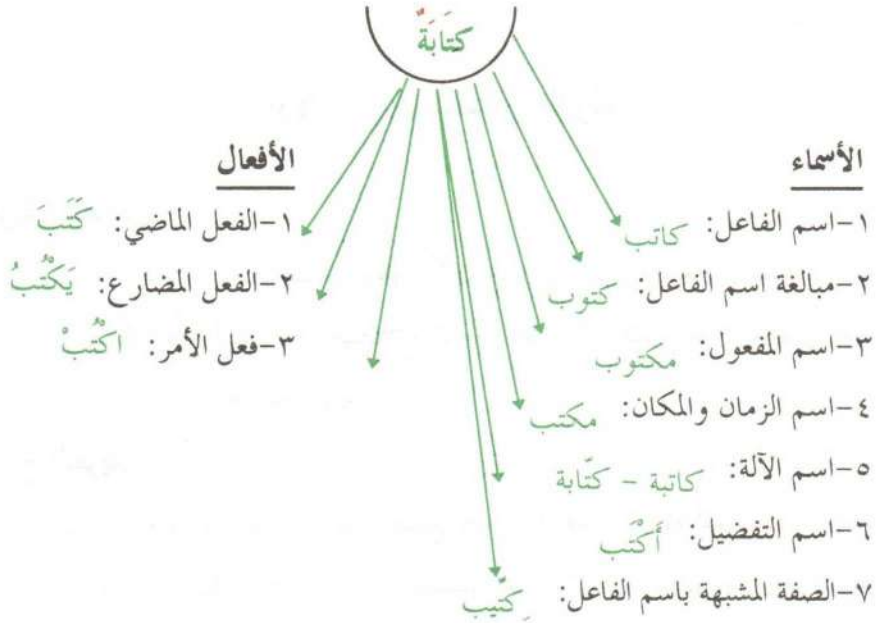 كتَابَةٌ
الأسماء
١-اسم الفاعل: كاتب
٢-مبالغة اسم الفاعل: كتوب
٣-اسم المفعول: مكتوب
٤-اسم الزمان والمكان: مكتب
٥-اسم الآلة: كاتبة - كتّابة
٦-اسم التفضيل: أَكْتَب
٧-الصفة المشبهة باسم الفاعل: كِتّيب
الأفعال
١-الفعل الماضي: كَتَبَ
٢-الفعل المضارع: يَكْتُبُ
٣-فعل الأمر: اكْتُبْ